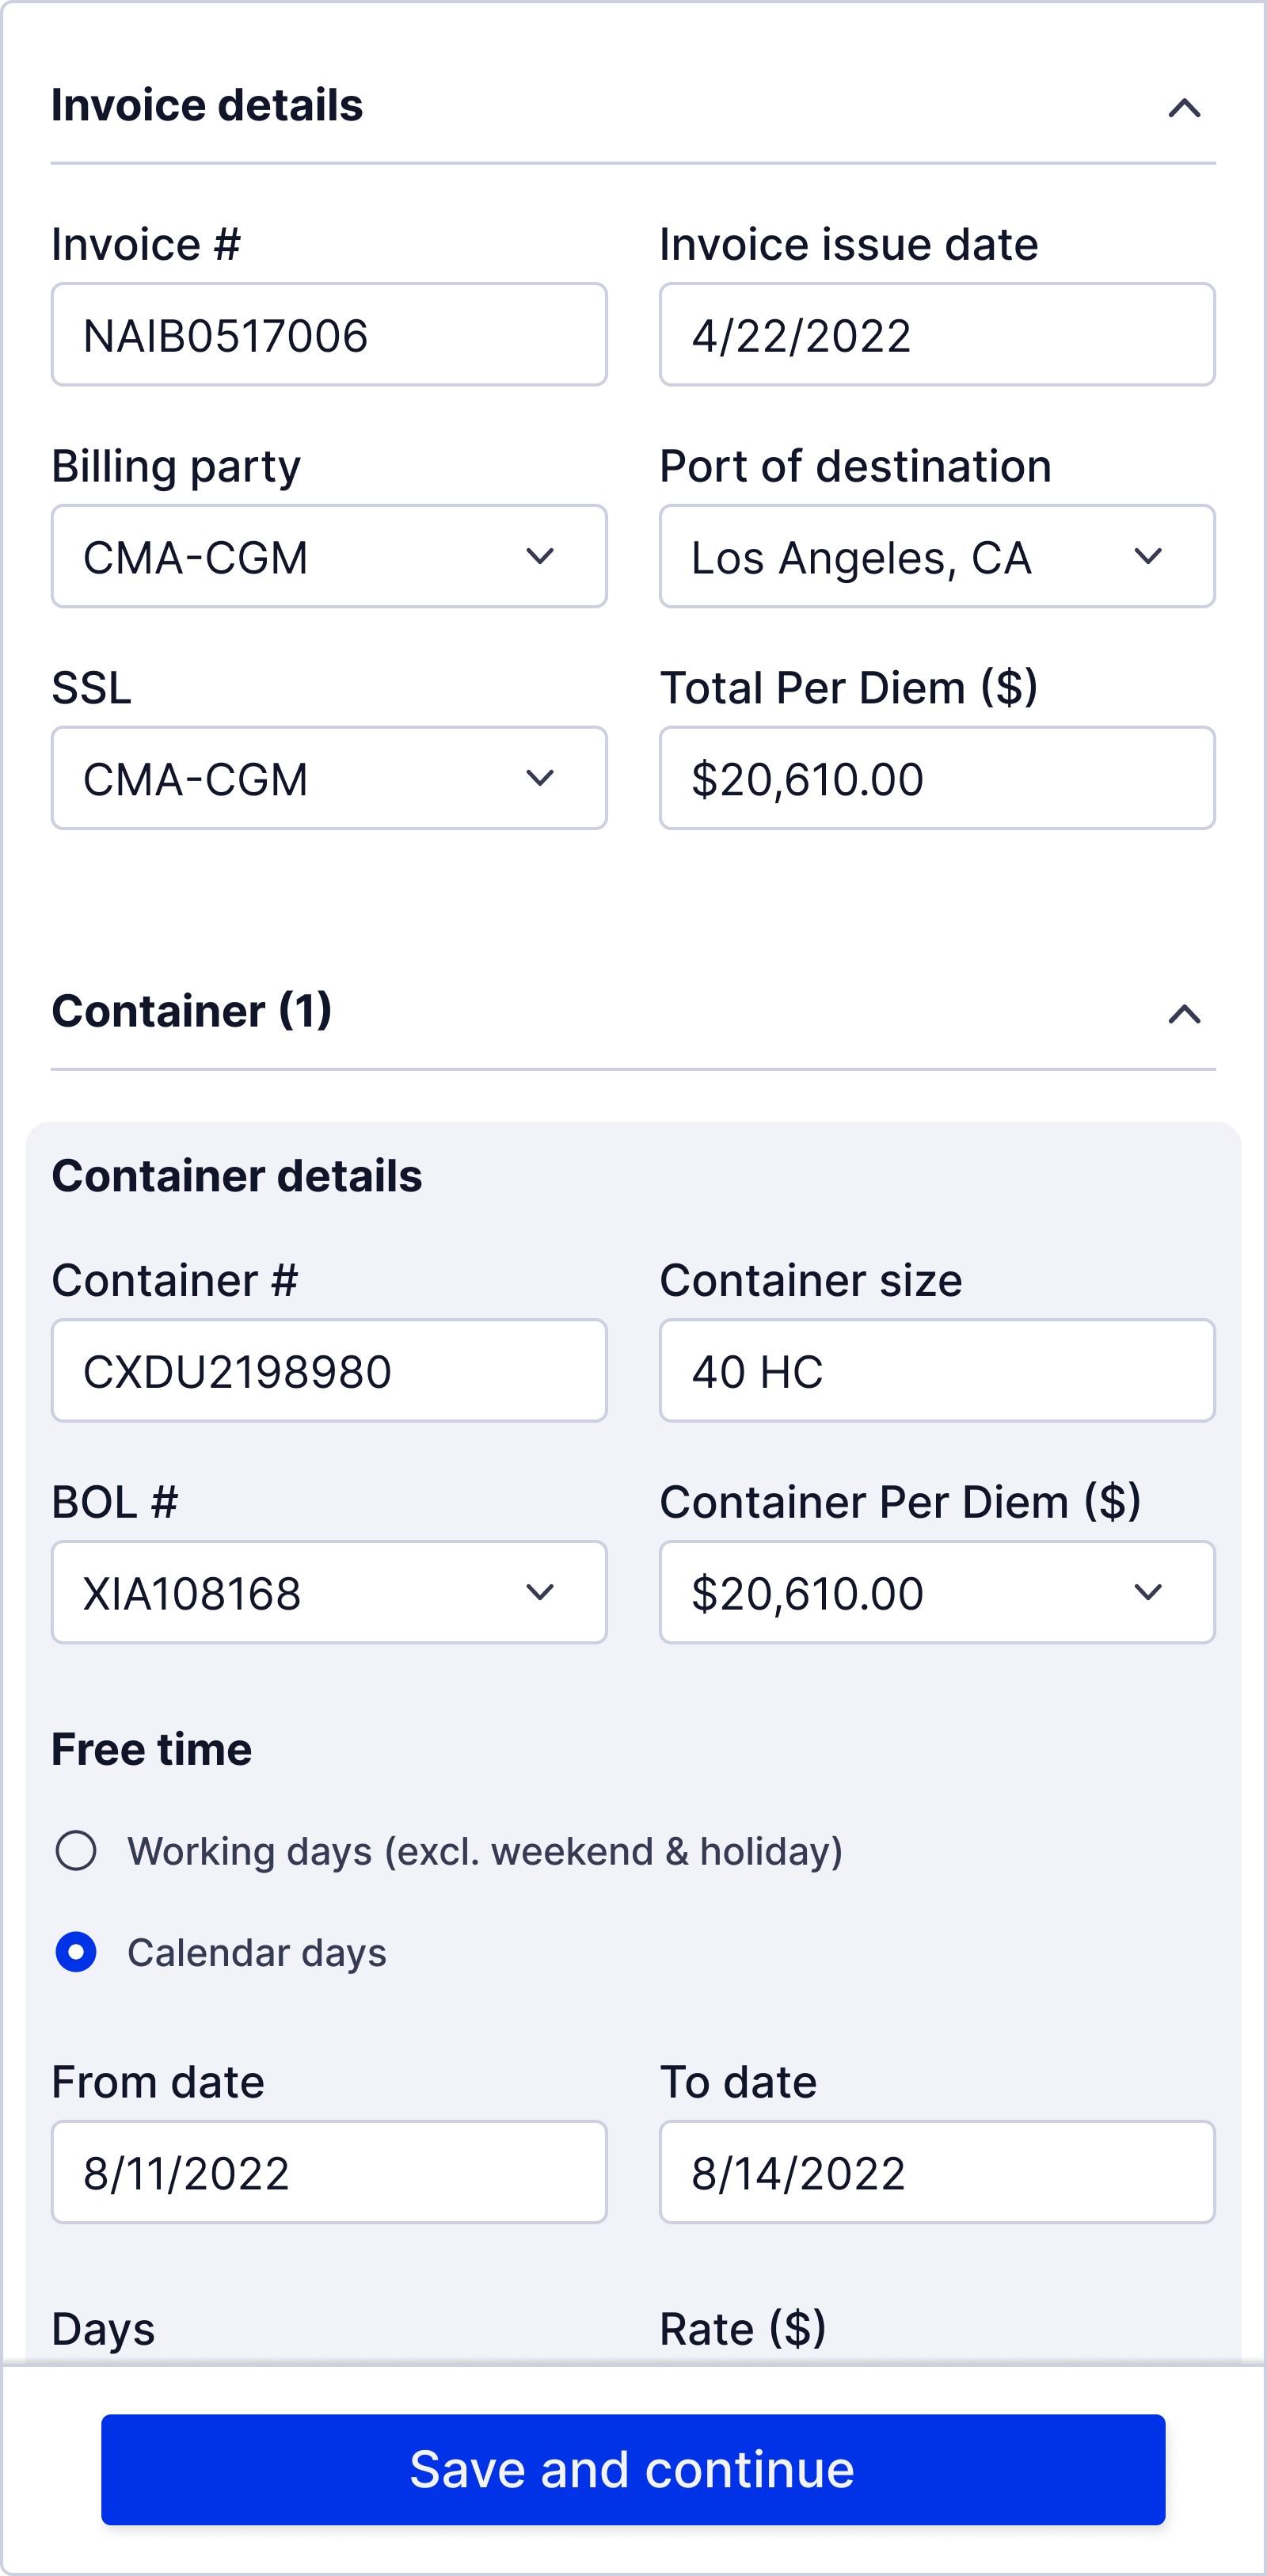 Invoice details
Invoice #
Invoice issue date
NAIB0517006
4/22/2022
Billing party
Port of destination
CMA-CGM
Los Angeles, CA
SSL
Total Per Diem ($)
CMA-CGM
$20,610.00
Container (1)
Container details
Container #
Container size
CXDU2198980
40 HC
BOL #
Container Per Diem ($)
XIA108168
$20,610.00
Free time
Working days (excl. weekend & holiday)
Calendar days
From date
To date
8/11/2022
8/14/2022
Days
Rate ($)
Save and continue